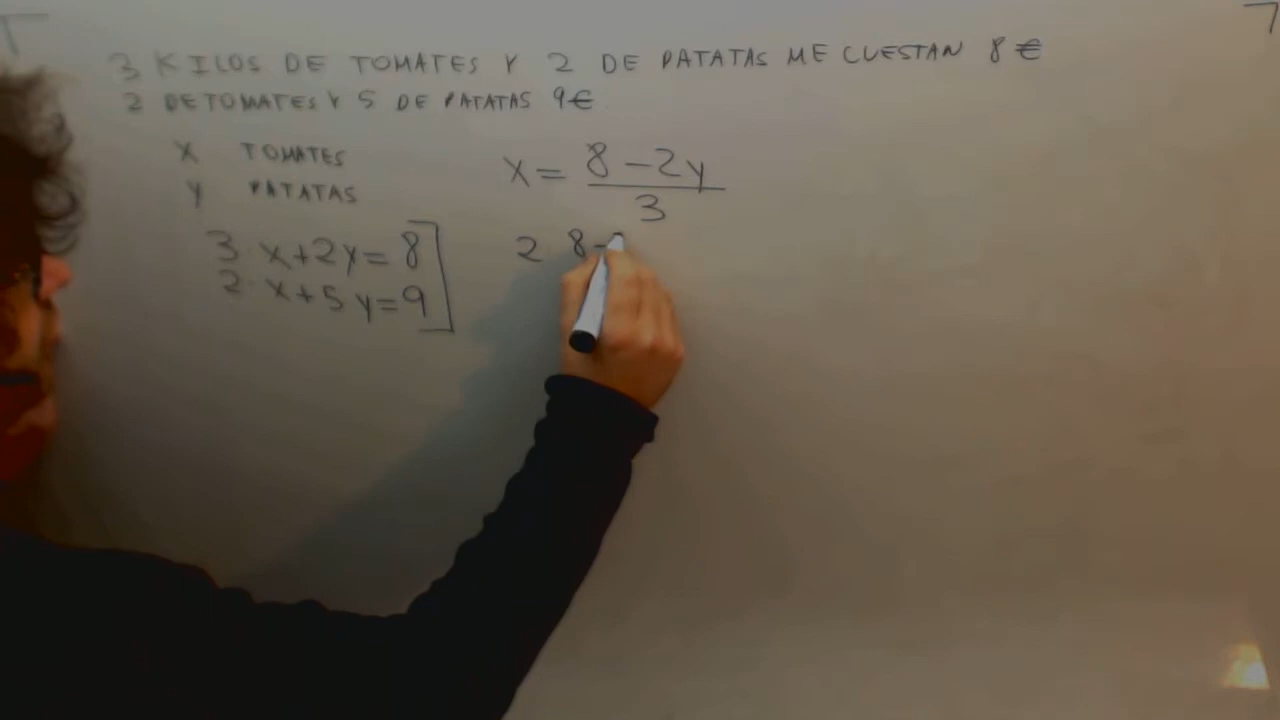 3 KILOS DE TOMATES Y 2 DE PATATAS ME CUESTAN 8 €
2 DE TOMATES Y 5 DE PATATAS 9€
X TOMATES
Y PATATAS
3 x+2y= 8
2 x+5y=9
x= 8-2y
3
2 8-